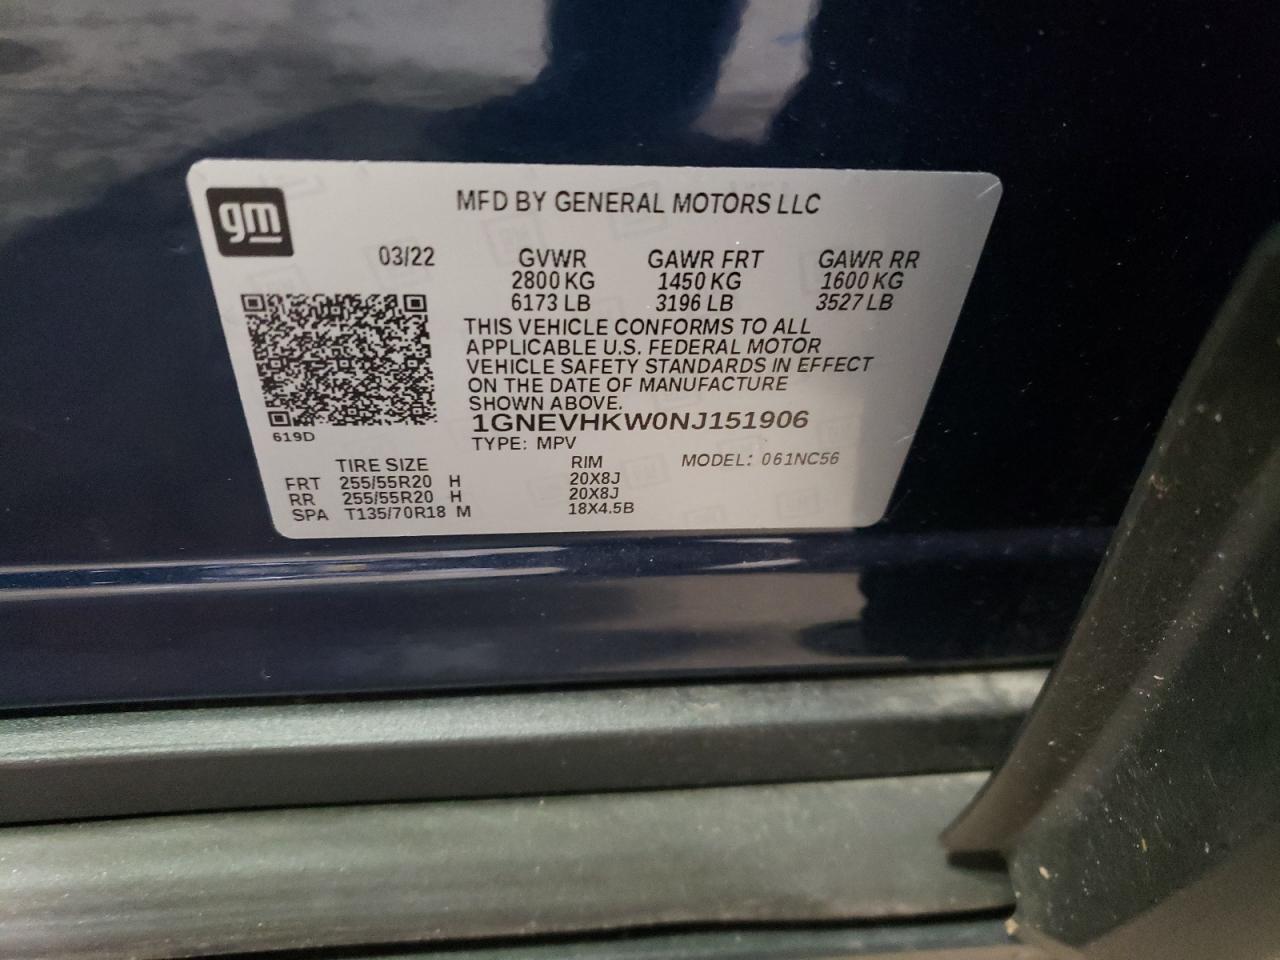 gm
MFD BY GENERAL MOTORS LLC
03/22 GVWR GAWR FRT GAWR RR
2800 KG 1450 KG 1600 KG
6173 LB 3196 LB 3527 LB
THIS VEHICLE CONFORMS TO ALL
APPLICABLE U.S. FEDERAL MOTOR
VEHICLE SAFETY STANDARDS IN EFFECT
ON THE DATE OF MANUFACTURE
SHOWN ABOVE.
1GNEVHKW0NJ151906
619D
TYPE: MPV
TIRE SIZE RIM MODEL: 061NC56
FRT 255/55R20 H 20X8J
RR 255/55R20 H 20X8J
SPA T135/70R18 M 18X4.5B